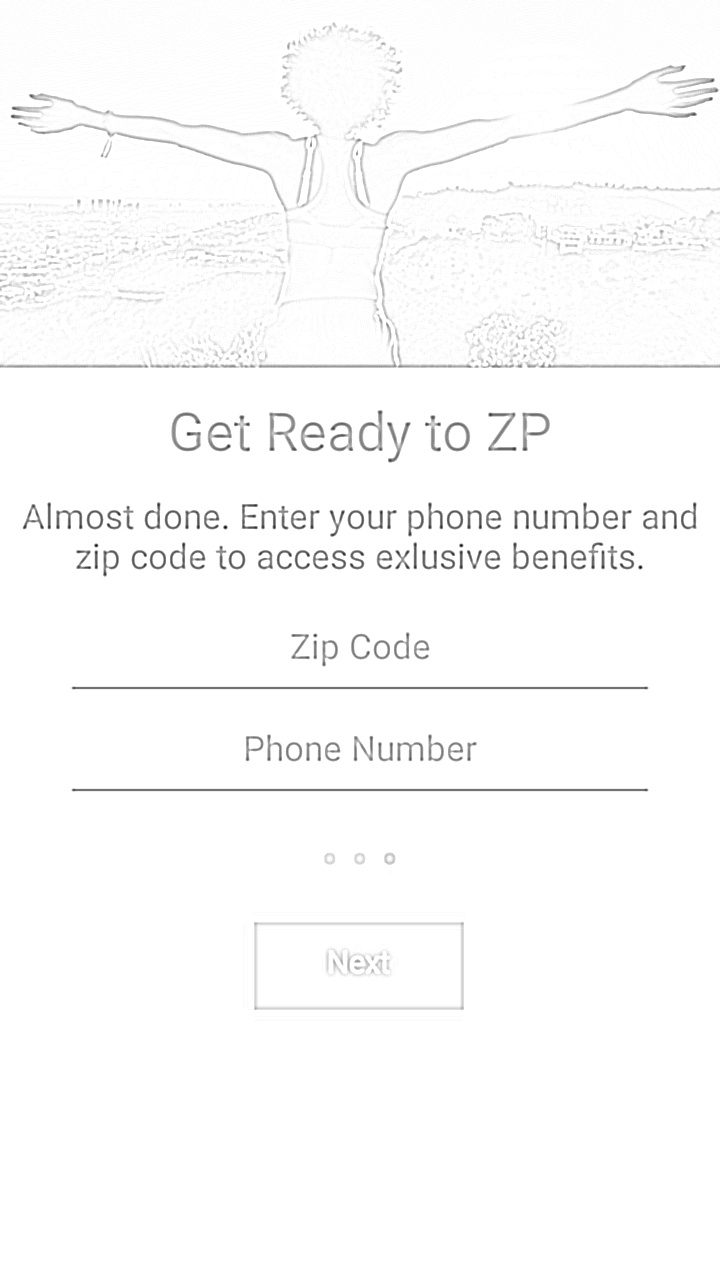 Get Ready to ZP
Almost done. Enter your phone number and
zip code to access exlusive benefits.
Zip Code
Phone Number
Next